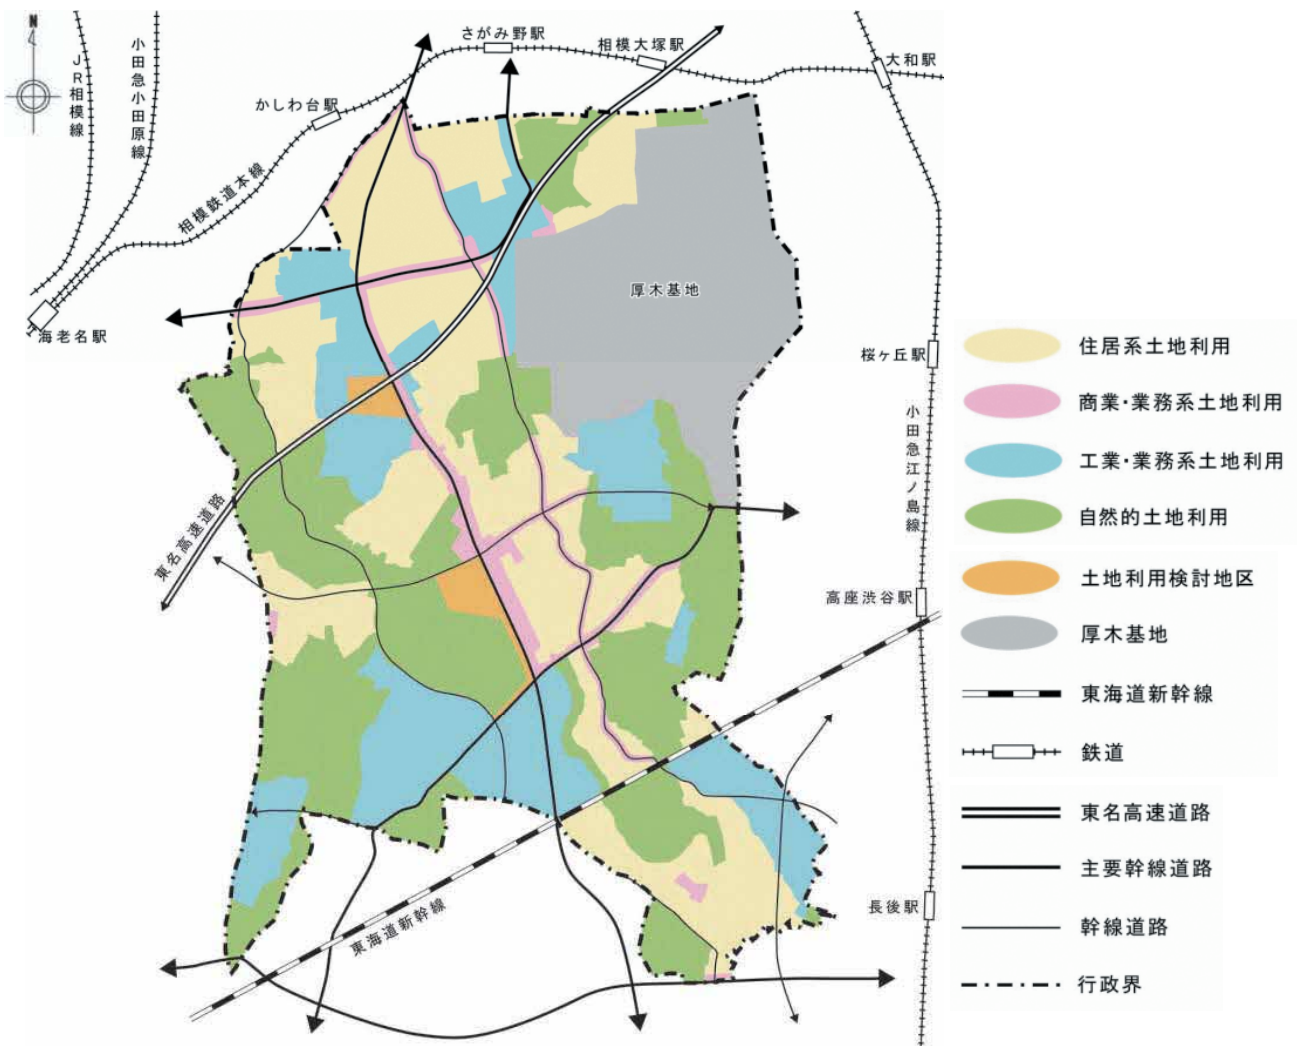 N
JR相模線
小田急小田原線
さがみ野駅
相模大塚駅
大和駅
かしわ台駅
相模鉄道本線
海老名駅
厚木基地
桜ヶ丘駅
小田急江ノ島線
東名高速道路
高座渋谷駅
長後駅
東海道新幹線
住居系土地利用
商業・業務系土地利用
工業・業務系土地利用
自然的土地利用
土地利用検討地区
厚木基地
東海道新幹線
鉄道
東名高速道路
主要幹線道路
幹線道路
行政界